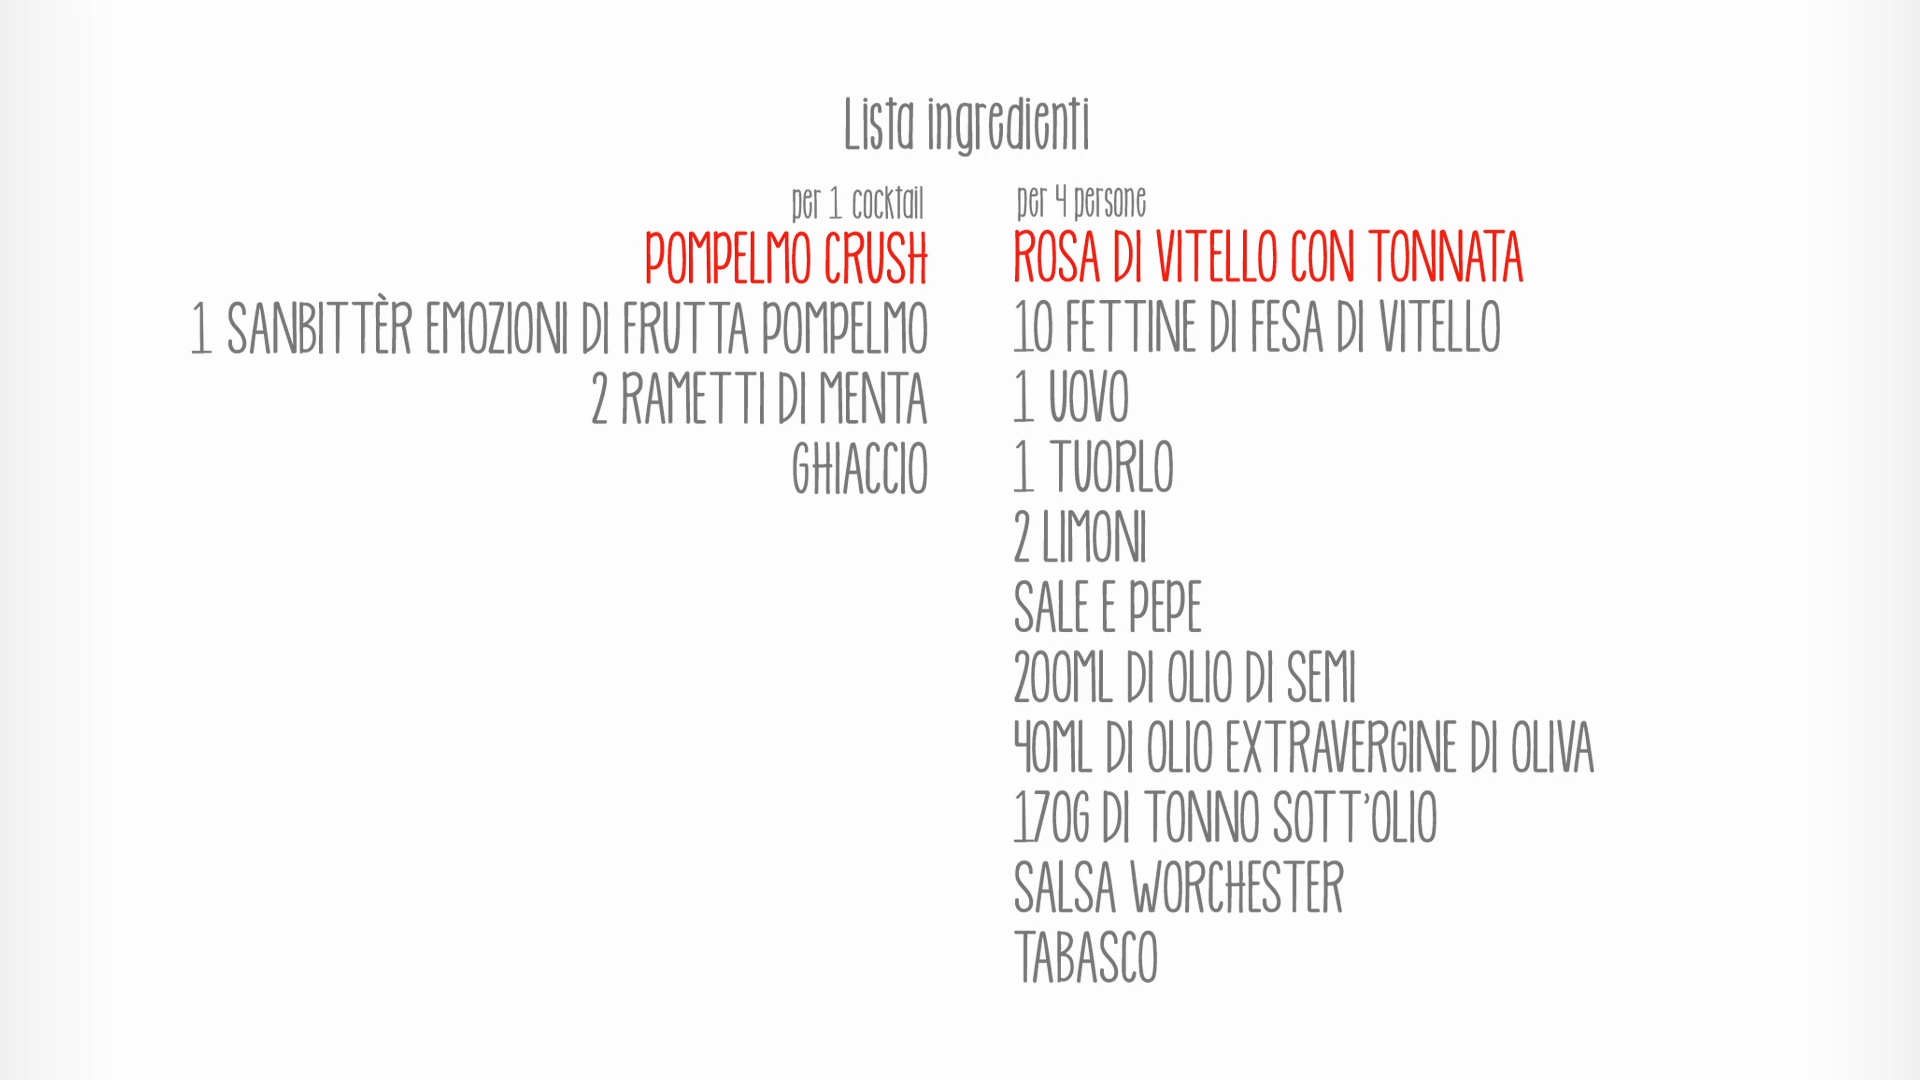 Lista ingredienti
per 1 cocktail
POMPELMO CRUSH
1 SANBITTÈR EMOZIONI DI FRUTTA POMPELMO
2 RAMETTI DI MENTA
GHIACCIO
per 4 persone
ROSA DI VITELLO CON TONNATA
10 FETTINE DI FESA DI VITELLO
1 UOVO
1 TUORLO
2 LIMONI
SALE E PEPE
200ML DI OLIO DI SEMI
40ML DI OLIO EXTRAVERGINE DI OLIVA
170G DI TONNO SOTT'OLIO
SALSA WORCHESTER
TABASCO